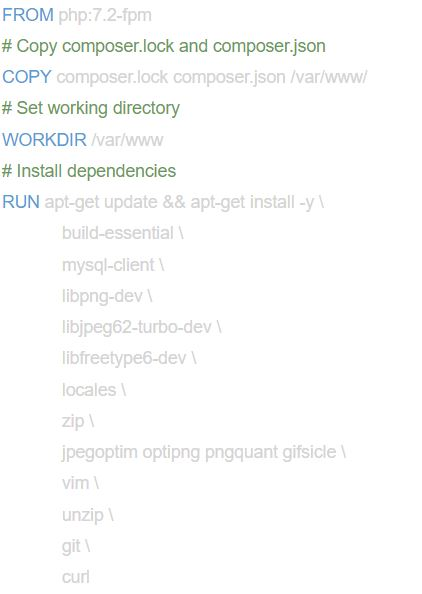 FROM php:7.2-fpm
# Copy composer.lock and composer.json
COPY composer.lock composer.json /var/www/
# Set working directory
WORKDIR /var/www
# Install dependencies
RUN apt-get update && apt-get install -y \
build-essential \
mysql-client \
libpng-dev \
libjpeg62-turbo-dev \
libfreetype6-dev \
locales \
zip \
jpegoptim optipng pngquant gifsicle \
vim \
unzip \
git \
curl